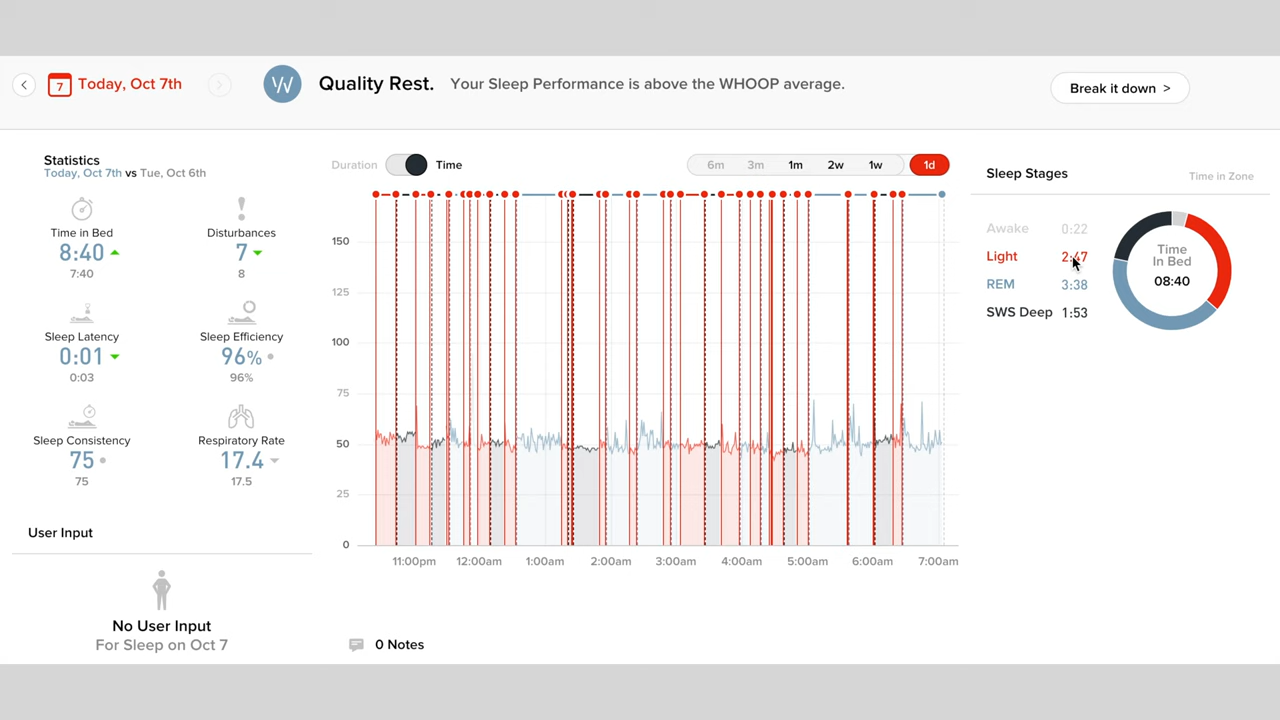 7 Today, Oct 7th
W Quality Rest. Your Sleep Performance is above the WHOOP average.
Break it down >
Statistics
Today, Oct 7th vs Tue, Oct 6th
Time in Bed
8:40
7:40
Disturbances
7
8
Sleep Latency
0:01
0:03
Sleep Efficiency
96%
96%
Sleep Consistency
75
75
Respiratory Rate
17.4
17.5
User Input
No User Input
For Sleep on Oct 7
Duration Time
6m 3m 1m 2w 1w 1d
150
125
100
75
50
25
0
11:00pm 12:00am 1:00am 2:00am 3:00am 4:00am 5:00am 6:00am 7:00am
0 Notes
Sleep Stages Time in Zone
Awake 0:22
Light 2:47
REM 3:38
SWS Deep 1:53
Time
In Bed
08:40